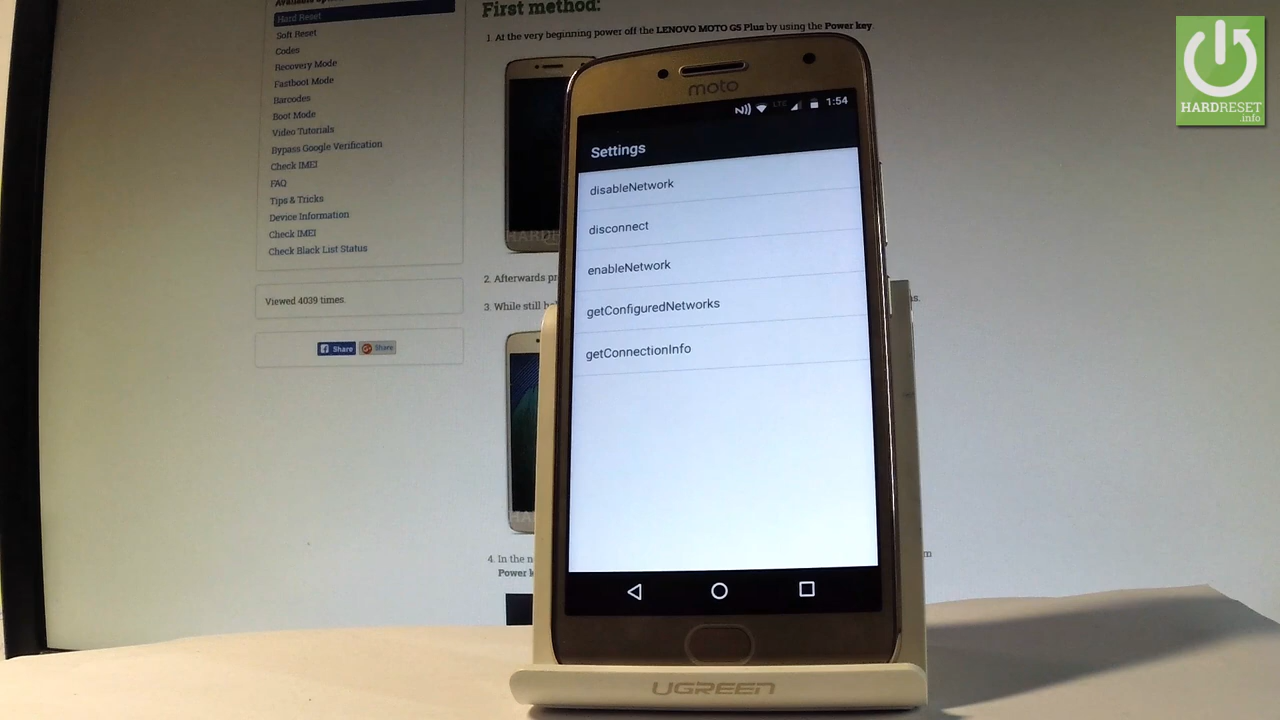 Hard Reset
Soft Reset
Codes
Recovery Mode
Fastboot Mode
Barcodes
Boot Mode
Video Tutorials
Bypass Google Verification
Check IMEI
FAQ
Tips & Tricks
Device Information
Check IMEI
Check Black List Status
Viewed 4039 times.
Share
Share
First method:
1. At the very beginning power off the LENOVO MOTO G5 Plus by using the Power key
2. Afterwards
3. While still
4. In the
Power
moto
LTE
1:54
Settings
disableNetwork
disconnect
enableNetwork
getConfiguredNetworks
getConnectionInfo
UGREEN
HARDRESET
.info